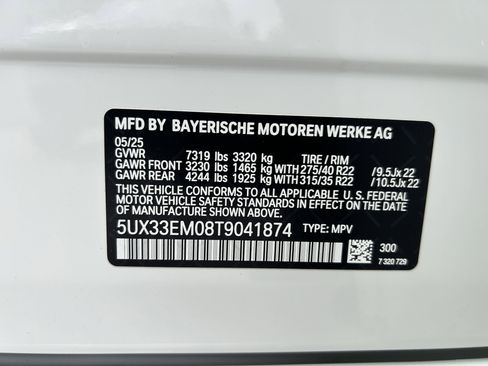 MFD BY BAYERISCHE MOTOREN WERKE AG
05/25
GVWR 7319 lbs 3320 kg TIRE / RIM
GAWR FRONT 3230 lbs 1465 kg WITH 275/40 R22 /9.5Jx 22
GAWR REAR 4244 lbs 1925 kg WITH 315/35 R22 /10.5Jx 22
THIS VEHICLE CONFORMS TO ALL APPLICABLE U. S. FEDERAL
MOTOR VEHICLE SAFETY STANDARDS IN EFFECT ON THE DATE
OF MANUFACTURE SHOWN ABOVE.
5UX33EM08T9041874 TYPE: MPV
300
7 320 729